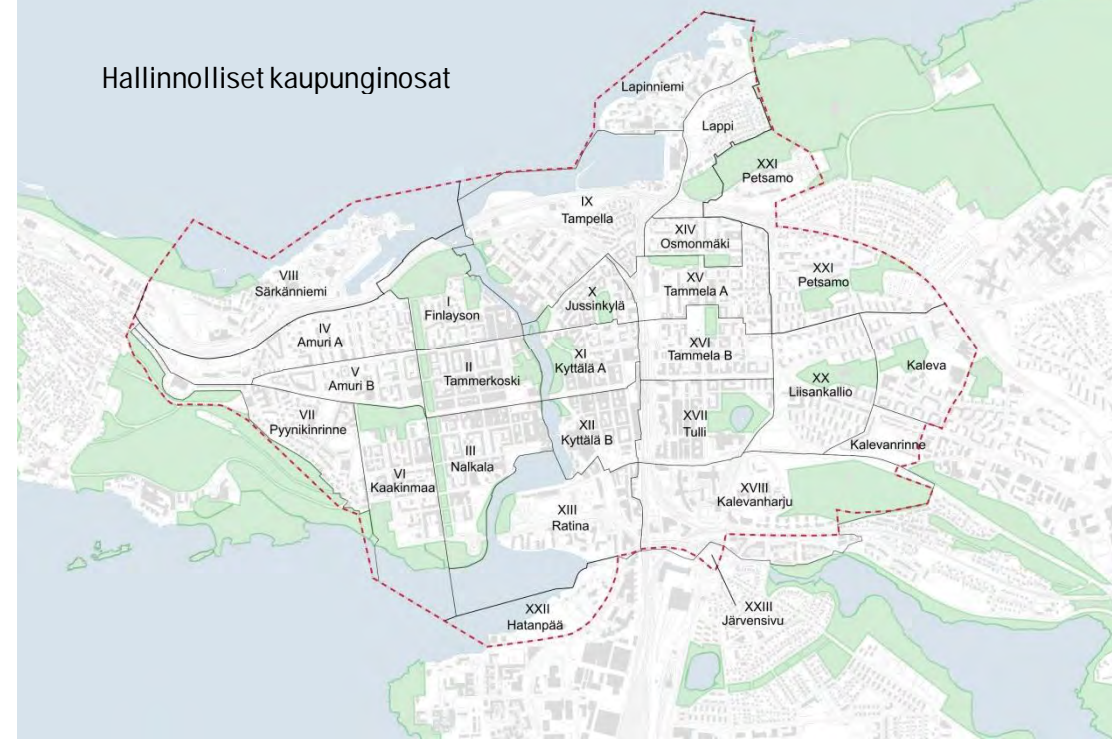 Hallinnolliset kaupunginosat
Lapinniemi
Lappi
XXI
Petsamo
IX
Tampella
XIV
Osmonmäki
VIII
Särkänniemi
XV
Tammela A
XXI
Petsamo
X
Jussinkylä
I
Finlayson
IV
Amuri A
XVI
Tammela B
XI
Kyttälä A
II
Tammerkoski
V
Amuri B
XX
Liisankallio
Kaleva
VII
Pyynikinrinne
XVII
Tulli
XII
Kyttälä B
Kalevanrinne
III
Nalkala
VI
Kaakinmaa
XVIII
Kalevanharju
XIII
Ratina
XXII
Hatanpää
XXIII
Järvensivu